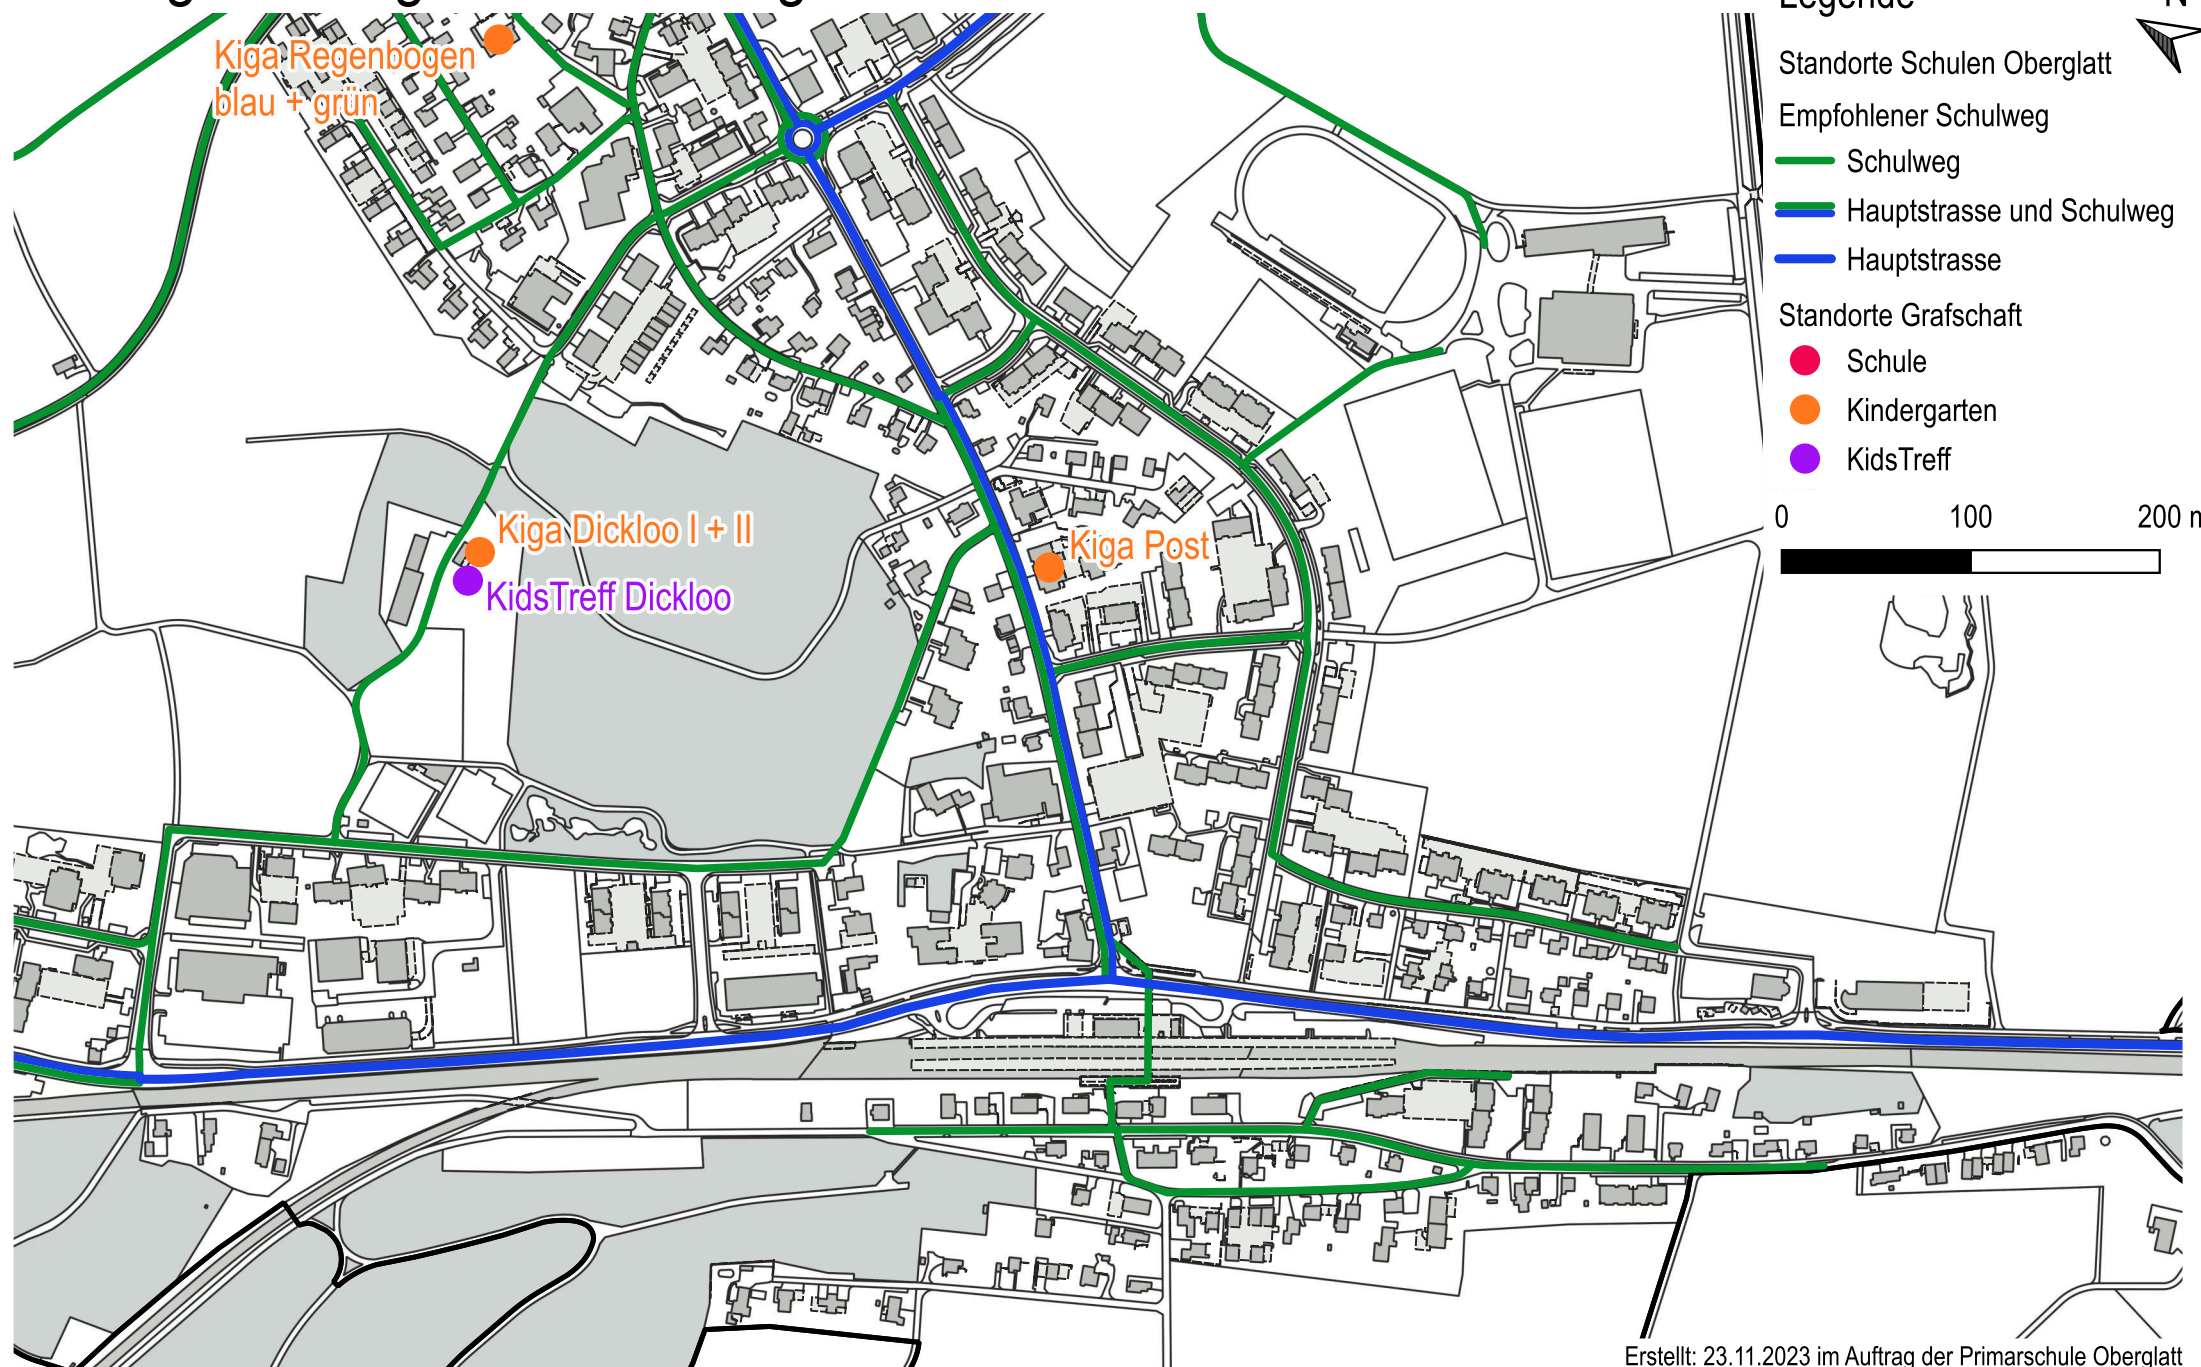 Kiga Regenbogen
blau + grün
Kiga Dickloo I + II
KidsTreff Dickloo
Kiga Post
Legende
N
Standorte Schulen Oberglatt
Empfohlener Schulweg
Schulweg
Hauptstrasse und Schulweg
Hauptstrasse
Standorte Grafschaft
Schule
Kindergarten
KidsTreff
0 100 200
Erstellt: 23.11.2023 im Auftrag der Primarschule Oberglatt